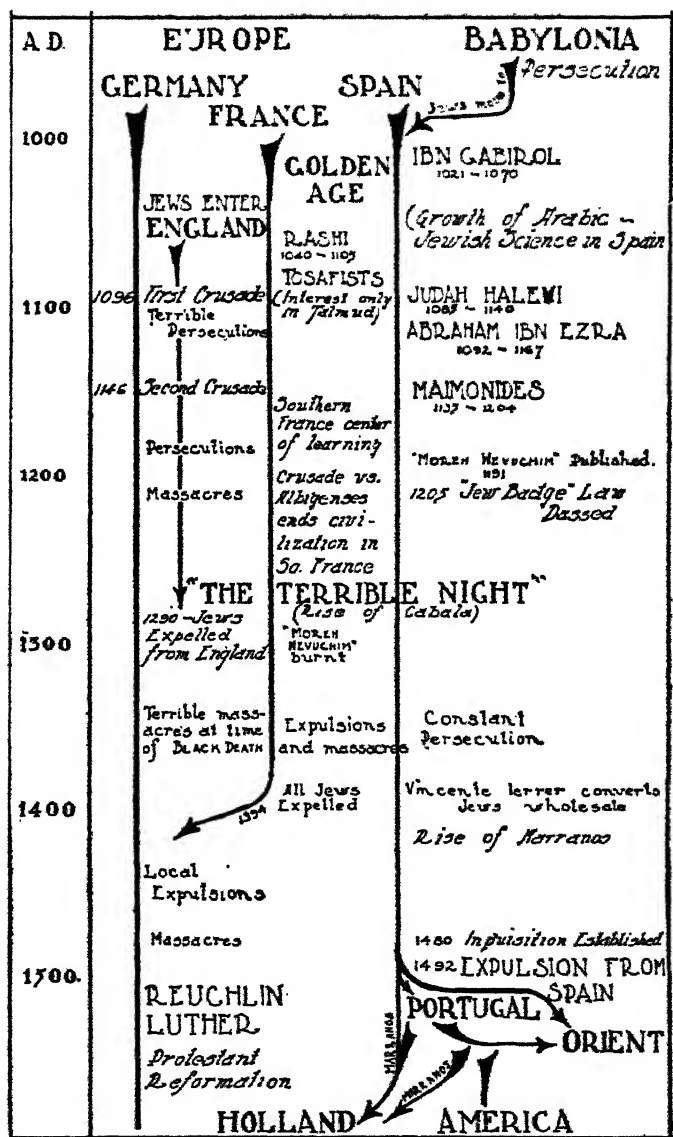 A.D.
EUROPE
BABYLONIA
Persecution
GERMANY
SPAIN
Jews move to
FRANCE
1000
GOLDEN
AGE
IBN GABIROL
1021 – 1070
JEWS ENTER
ENGLAND
(Growth of Arabic –
Jewish Science in Spain
RASHI
1040 – 1105
TOSAFISTS
(Interest only
in Talmud)
1100
1096 First Crusade
Terrible
Persecutions
JUDAH HALEWI
1085 – 1140
ABRAHAM IBN EZRA
1092 – 1167
1146 Second Crusade
MAIMONIDES
1135 – 1204
Southern
France center
of learning
Persecutions
"MOREH NEVUCHIM" Published.
1191
1200
Massacres
Crusade vs.
Albigenses
ends civi-
lization in
So. France
1205 "Jew Badge" Law
Passed
"THE TERRIBLE NIGHT"
(Rise of Cabala)
1290 – Jews
Expelled
from England
"MOREH
NEVUCHIM"
burnt
1300
Terrible mass-
acres at time
of BLACK DEATH
Expulsions
and massacres
Constant
Persecution
1394
All Jews
Expelled
Vincente Ferrer converts
Jews wholesale
1400
Rise of Marranos
Local
Expulsions
Massacres
1480 Inquisition Established
1492 EXPULSION FROM
SPAIN
1500.
REUCHLIN
LUTHER
PORTUGAL
ORIENT
Protestant
Reformation
MARRANOS
MARRANOS
HOLLAND
AMERICA